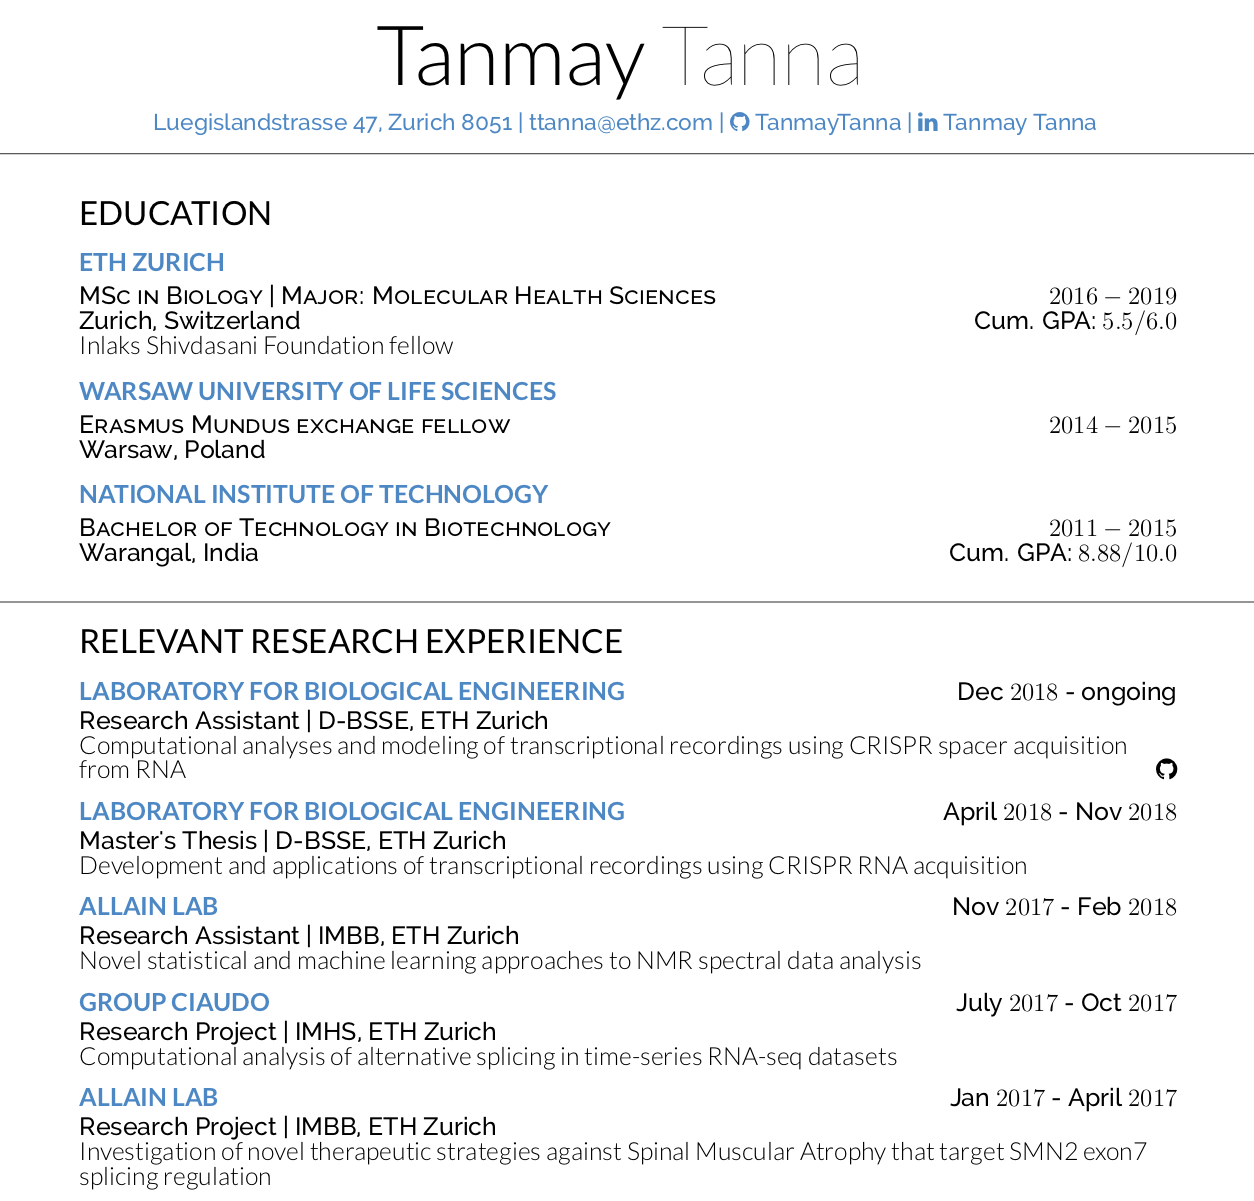 Tanmay Tanna
Luegislandstrasse 47, Zurich 8051 | ttanna@ethz.com | TanmayTanna | Tanmay Tanna
EDUCATION
ETH ZURICH
MSc in Biology | Major: Molecular Health Sciences 2016 – 2019
Zurich, Switzerland Cum. GPA: 5.5/6.0
Inlaks Shivdasani Foundation fellow
WARSAW UNIVERSITY OF LIFE SCIENCES
Erasmus Mundus exchange fellow 2014 – 2015
Warsaw, Poland
NATIONAL INSTITUTE OF TECHNOLOGY
Bachelor of Technology in Biotechnology 2011 – 2015
Warangal, India Cum. GPA: 8.88/10.0
RELEVANT RESEARCH EXPERIENCE
LABORATORY FOR BIOLOGICAL ENGINEERING Dec 2018 - ongoing
Research Assistant | D-BSSE, ETH Zurich
Computational analyses and modeling of transcriptional recordings using CRISPR spacer acquisition
from RNA
LABORATORY FOR BIOLOGICAL ENGINEERING April 2018 - Nov 2018
Master's Thesis | D-BSSE, ETH Zurich
Development and applications of transcriptional recordings using CRISPR RNA acquisition
ALLAIN LAB Nov 2017 - Feb 2018
Research Assistant | IMBB, ETH Zurich
Novel statistical and machine learning approaches to NMR spectral data analysis
GROUP CIAUDO July 2017 - Oct 2017
Research Project | IMHS, ETH Zurich
Computational analysis of alternative splicing in time-series RNA-seq datasets
ALLAIN LAB Jan 2017 - April 2017
Research Project | IMBB, ETH Zurich
Investigation of novel therapeutic strategies against Spinal Muscular Atrophy that target SMN2 exon7
splicing regulation